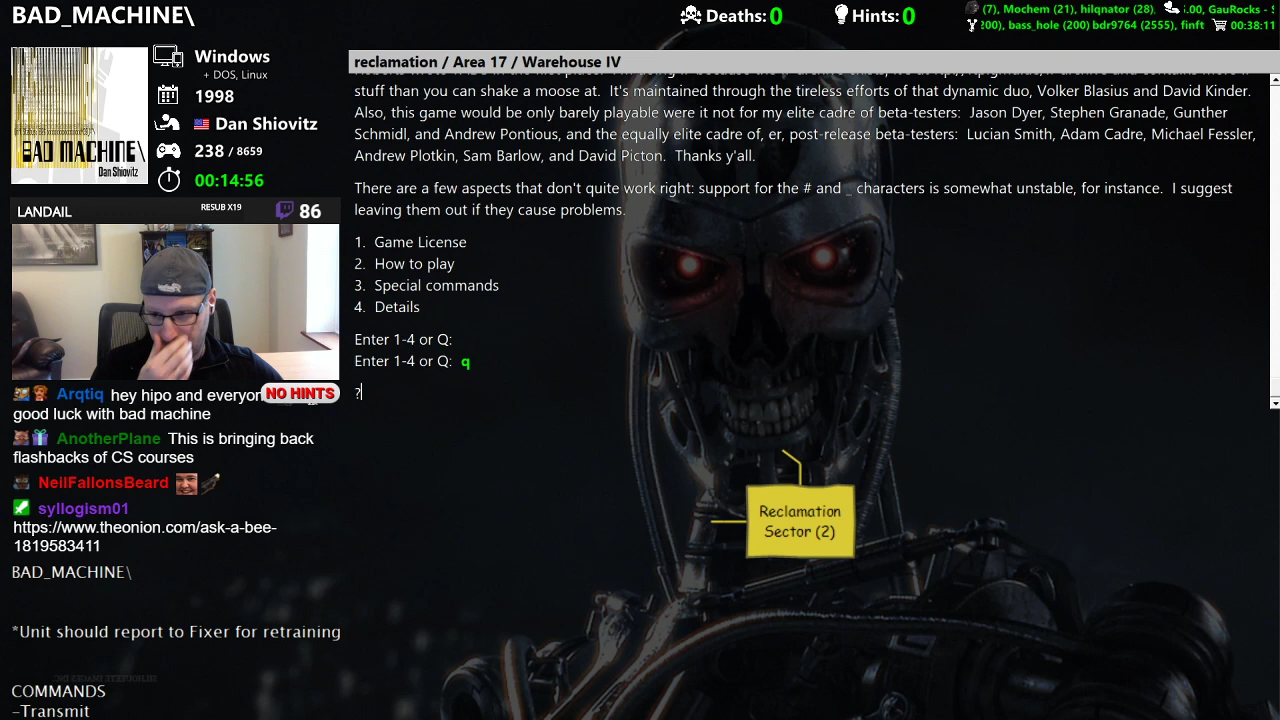 BAD_MACHINE\
Deaths: 0
Hints: 0
(7), Mochem (21), hilqnator (28),
.00, GauRocks -
200), bass_hole (200) bdr9764 (2555), finft
00:38:11
Windows
+ DOS, Linux
1998
Dan Shiovitz
238 / 8659
00:14:56
BAD MACHINE\
Dan Shiovitz
LANDAIL
RESUB X19
86
reclamation / Area 17 / Warehouse IV
stuff than you can shake a moose at. It's maintained through the tireless efforts of that dynamic duo, Volker Blasius and David Kinder.
Also, this game would be only barely playable were it not for my elite cadre of beta-testers: Jason Dyer, Stephen Granade, Gunther
Schmidl, and Andrew Pontious, and the equally elite cadre of, er, post-release beta-testers: Lucian Smith, Adam Cadre, Michael Fessler,
Andrew Plotkin, Sam Barlow, and David Picton. Thanks y'all.
There are a few aspects that don't quite work right: support for the # and _ characters is somewhat unstable, for instance. I suggest
leaving them out if they cause problems.
1. Game License
2. How to play
3. Special commands
4. Details
Enter 1-4 or Q:
Enter 1-4 or Q: q
?
Reclamation
Sector (2)
NO HINTS
Arqtiq hey hipo and everyon
good luck with bad machine
AnotherPlane This is bringing back
flashbacks of CS courses
NeilFallonsBeard
syllogism01
https://www.theonion.com/ask-a-bee-
1819583411
BAD_MACHINE\
*Unit should report to Fixer for retraining
COMMANDS
-Transmit